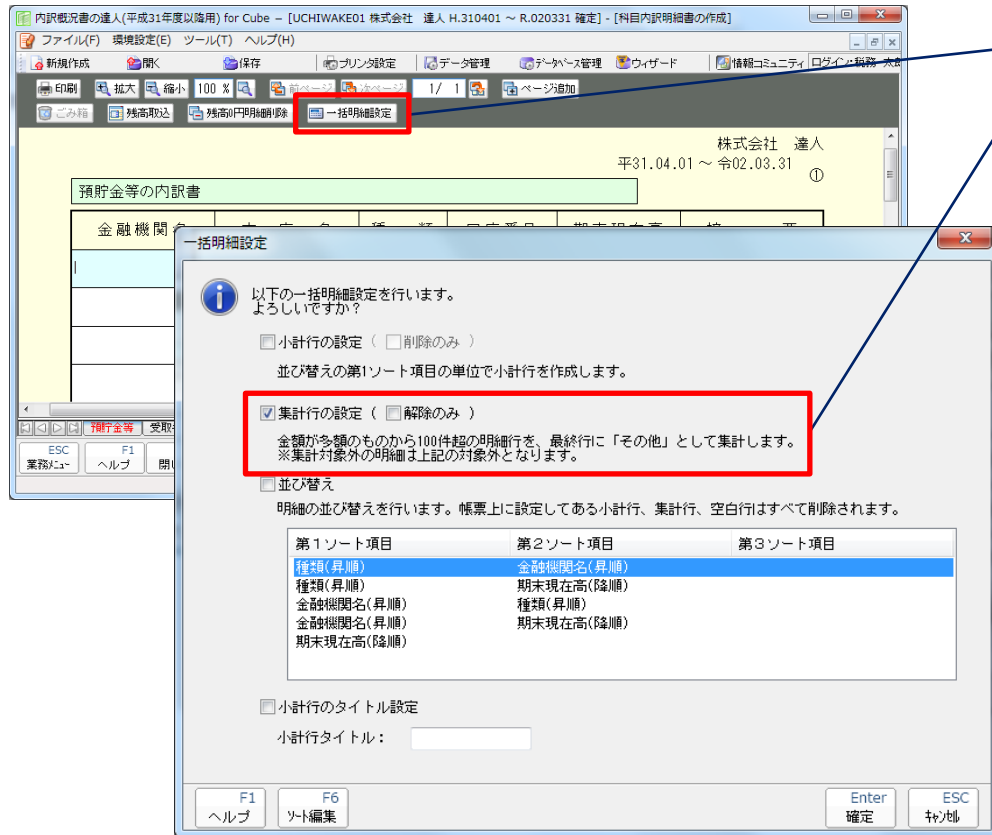 内訳概況書の達人(平成31年度以降用) for Cube – [UCHIWAKE01 株式会社 達人 H.310401 ～ R.020331 確定] - [科目内訳明細書の作成]
ファイル(F) 環境設定(E) ツール(T) ヘルプ(H)
新規作成 開く 保存 プリンタ設定 データ管理 データベース管理 ウィザード 情報コミュニティ ログイン:税務 太郎
印刷 拡大 縮小 100 % 前ページ 次ページ 1/ 1 ページ追加
ごみ箱 残高取込 残高0円明細削除 一括明細設定
株式会社 達人
平31.04.01 ～ 令02.03.31
①
預貯金等の内訳書
金融機関名
預貯金等 受取
ESC F1
業務メニュー ヘルプ 閉じ
一括明細設定
以下の一括明細設定を行います。
よろしいですか？
小計行の設定 ( 削除のみ )
並び替えの第1ソート項目の単位で小計行を作成します。
集計行の設定 ( 解除のみ )
金額が多額のものから100件超の明細行を、最終行に「その他」として集計します。
※集計対象外の明細は上記の対象外となります。
並び替え
明細の並び替えを行います。帳票上に設定してある小計行、集計行、空白行はすべて削除されます。
第１ソート項目 第２ソート項目 第３ソート項目
種類(昇順) 金融機関名(昇順)
種類(昇順) 期末現在高(降順)
金融機関名(昇順) 種類(昇順)
金融機関名(昇順) 期末現在高(降順)
期末現在高(降順)
小計行のタイトル設定
小計行タイトル：
F1 F6 Enter ESC
ヘルプ ソート編集 確定 キャンセル